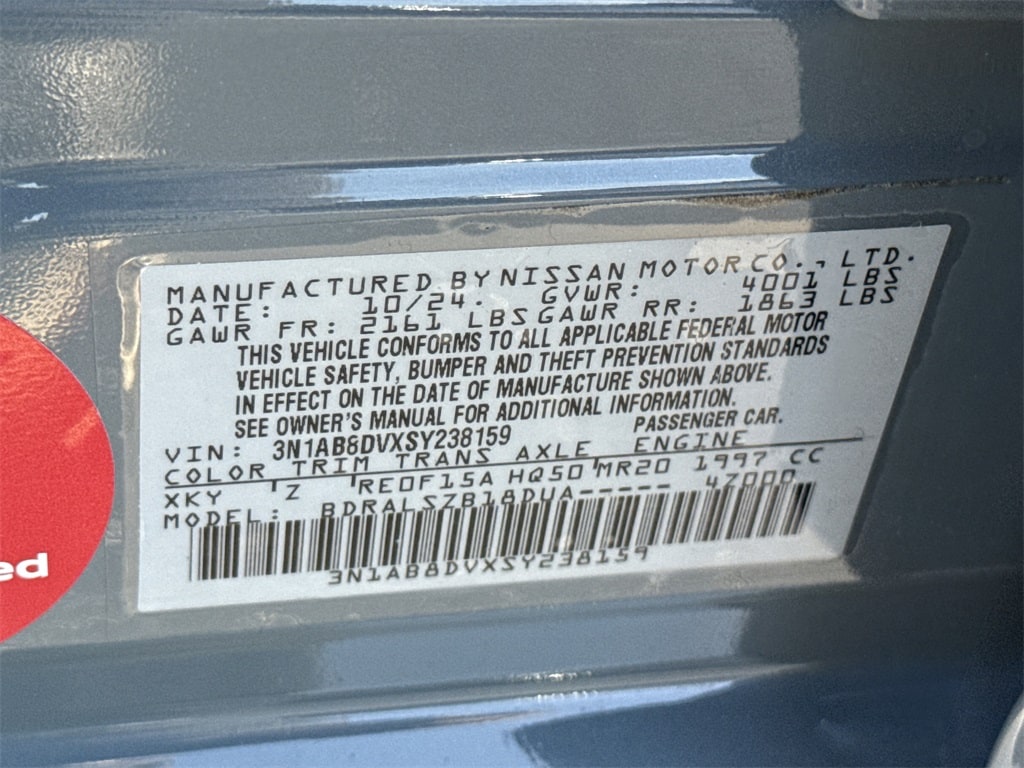 MANUFACTURED BY NISSAN MOTOR CO., LTD.
DATE: 10/24. GVWR: 4001 LBS
GAWR FR: 2161 LBS GAWR RR: 1863 LBS
THIS VEHICLE CONFORMS TO ALL APPLICABLE FEDERAL MOTOR
VEHICLE SAFETY, BUMPER AND THEFT PREVENTION STANDARDS
IN EFFECT ON THE DATE OF MANUFACTURE SHOWN ABOVE.
SEE OWNER'S MANUAL FOR ADDITIONAL INFORMATION.
VIN: 3N1AB8DVXSY238159 PASSENGER CAR.
COLOR TRIM TRANS AXLE ENGINE
XKY Z RE0F15A HQ50 MR20 1997 CC
MODEL: BDRALSZB18DUA----- 4Z000
3N1AB8DVXSY238159
ed